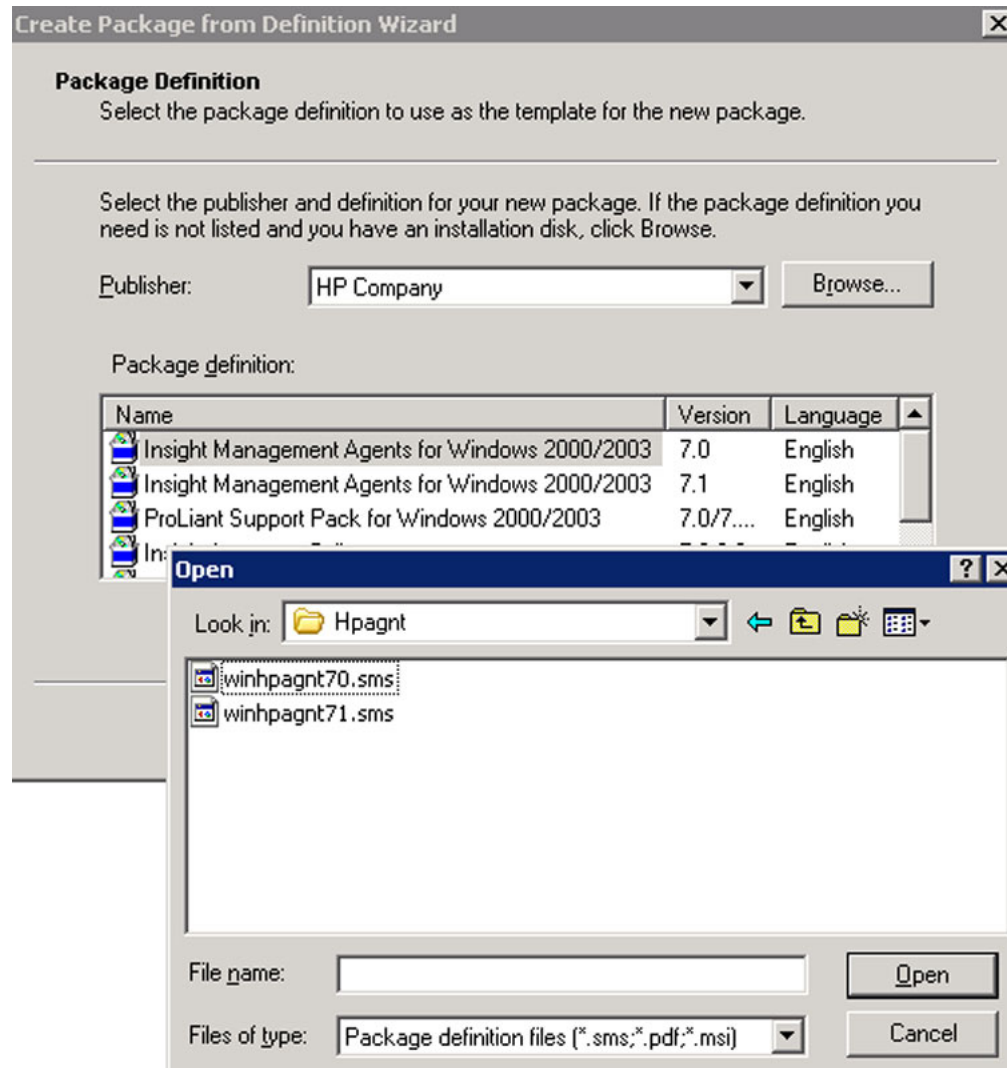 Create Package from Definition Wizard
Package Definition
Select the package definition to use as the template for the new package.
Select the publisher and definition for your new package. If the package definition you
need is not listed and you have an installation disk, click Browse.
Publisher: HP Company Browse...
Package definition:
Name Version Language
Insight Management Agents for Windows 2000/2003 7.0 English
Insight Management Agents for Windows 2000/2003 7.1 English
ProLiant Support Pack for Windows 2000/2003 7.0/7.... English
Open
Look in: Hpagnt
winhpagnt70.sms
winhpagnt71.sms
File name: Open
Files of type: Package definition files (*.sms;*.pdf;*.msi) Cancel